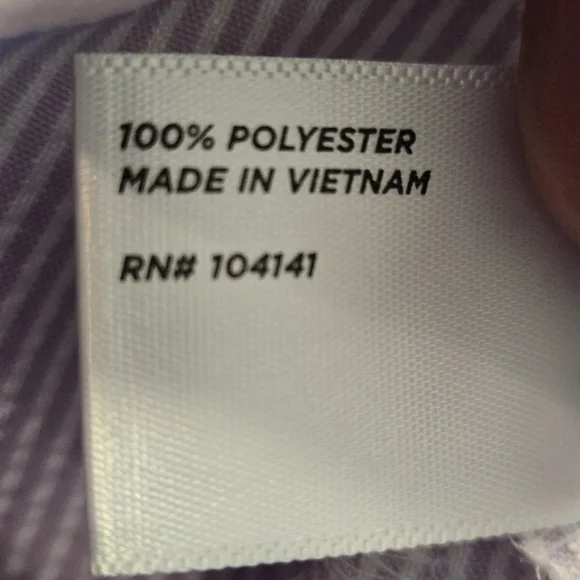 100% POLYESTER
MADE IN VIETNAM
RN# 104141